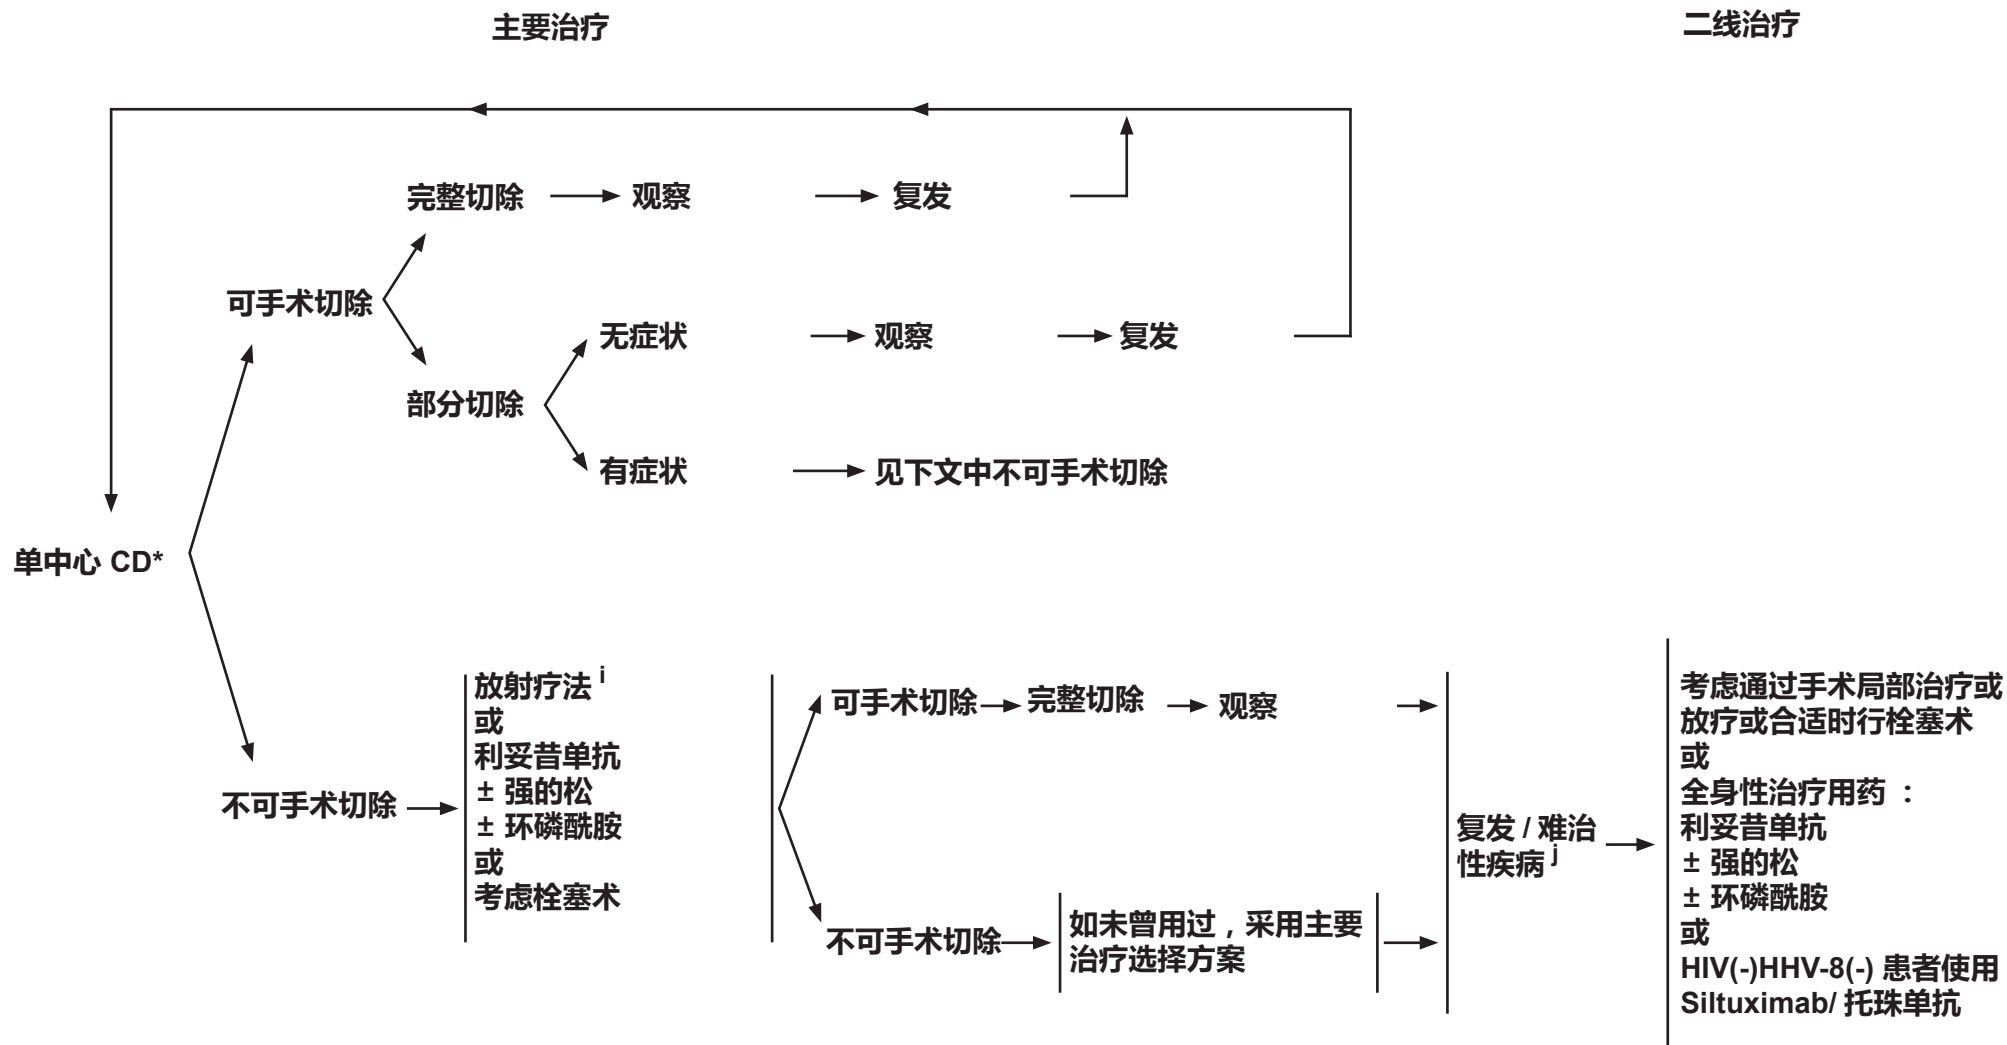 主要治疗
二线治疗
完整切除
观察
复发
可手术切除
无症状
观察
复发
部分切除
有症状
见下文中不可手术切除
单中心 CD*
不可手术切除
放射疗法 i
或
利妥昔单抗
± 强的松
± 环磷酰胺
或
考虑栓塞术
可手术切除
完整切除
观察
不可手术切除
如未曾用过，采用主要
治疗选择方案
复发 / 难治
性疾病 j
考虑通过手术局部治疗或
放疗或合适时行栓塞术
或
全身性治疗用药：
利妥昔单抗
± 强的松
± 环磷酰胺
或
HIV(-)HHV-8(-) 患者使用
Siltuximab/ 托珠单抗